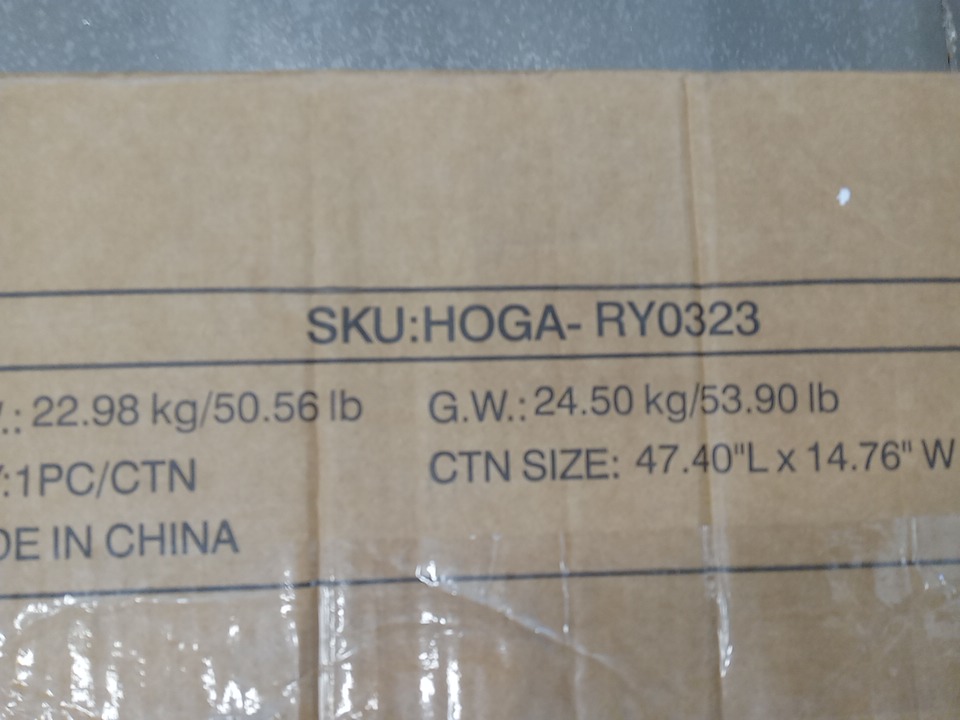 SKU:HOGA- RY0323
.: 22.98 kg/50.56 lb G.W.: 24.50 kg/53.90 lb
:1PC/CTN CTN SIZE: 47.40"L x 14.76" W
DE IN CHINA